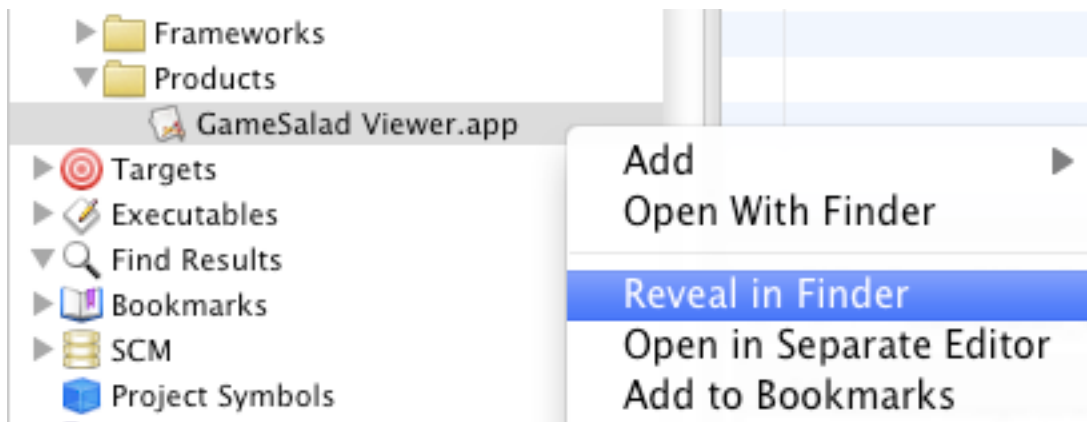 Frameworks
Products
GameSalad Viewer.app
Targets
Executables
Find Results
Bookmarks
SCM
Project Symbols
Add
Open With Finder
Reveal in Finder
Open in Separate Editor
Add to Bookmarks